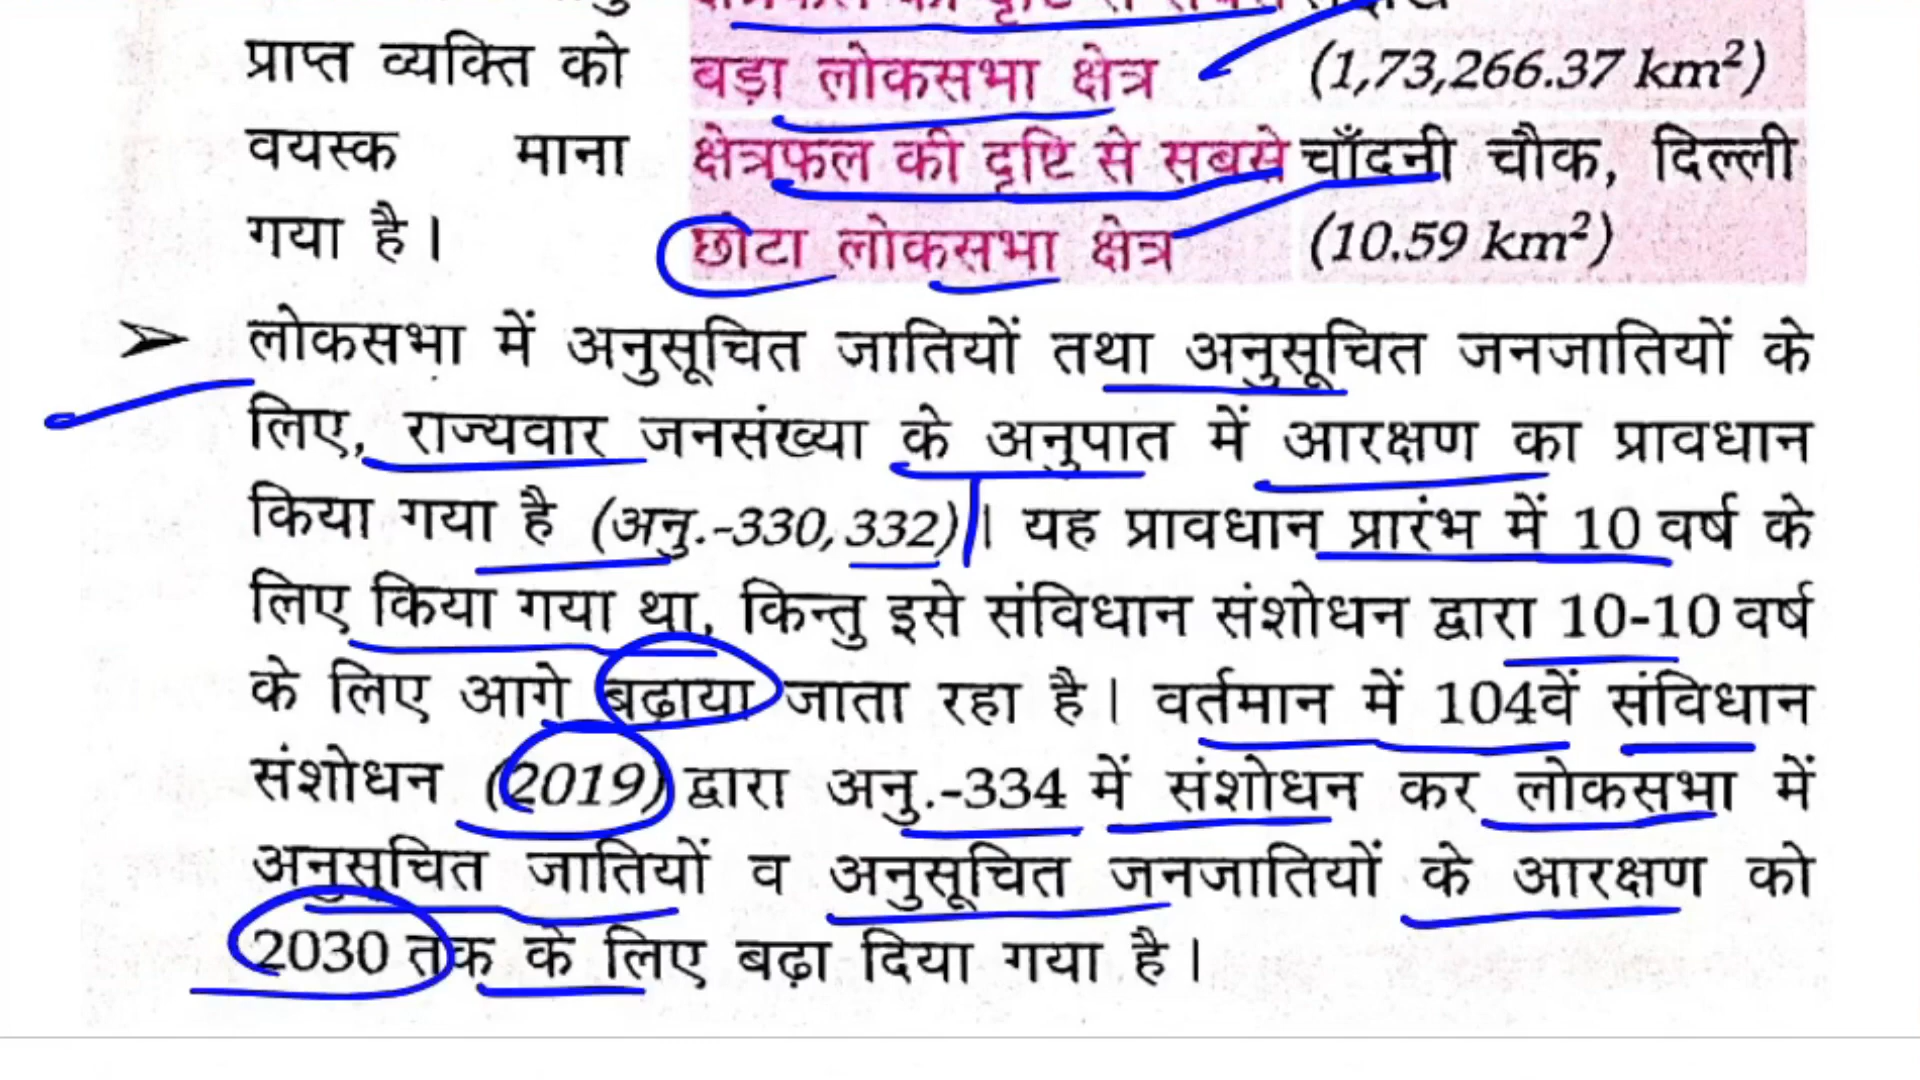 क्षेत्रफल की दृष्टि से सबसे लद्दाख
प्राप्त व्यक्ति को
वयस्क माना
गया है।
बड़ा लोकसभा क्षेत्र (1,73,266.37 km²)
क्षेत्रफल की दृष्टि से सबसे चाँदनी चौक, दिल्ली
छोटा लोकसभा क्षेत्र (10.59 km²)
➢ लोकसभा में अनुसूचित जातियों तथा अनुसूचित जनजातियों के
लिए, राज्यवार जनसंख्या के अनुपात में आरक्षण का प्रावधान
किया गया है (अनु.-330, 332)। यह प्रावधान प्रारंभ में 10 वर्ष के
लिए किया गया था, किन्तु इसे संविधान संशोधन द्वारा 10-10 वर्ष
के लिए आगे बढ़ाया जाता रहा है। वर्तमान में 104वें संविधान
संशोधन (2019) द्वारा अनु.-334 में संशोधन कर लोकसभा में
अनुसूचित जातियों व अनुसूचित जनजातियों के आरक्षण को
2030 तक के लिए बढ़ा दिया गया है।